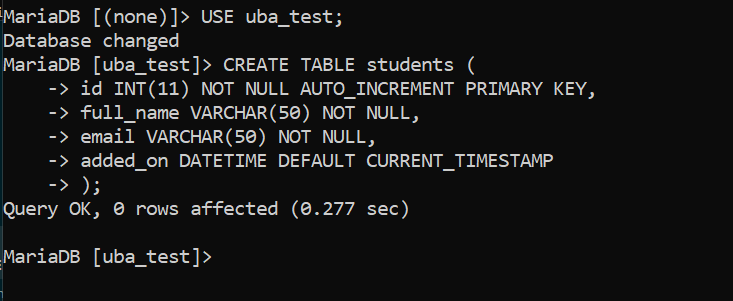 MariaDB [(none)]> USE uba_test;
Database changed
MariaDB [uba_test]> CREATE TABLE students (
    -> id INT(11) NOT NULL AUTO_INCREMENT PRIMARY KEY,
    -> full_name VARCHAR(50) NOT NULL,
    -> email VARCHAR(50) NOT NULL,
    -> added_on DATETIME DEFAULT CURRENT_TIMESTAMP
    -> );
Query OK, 0 rows affected (0.277 sec)

MariaDB [uba_test]>